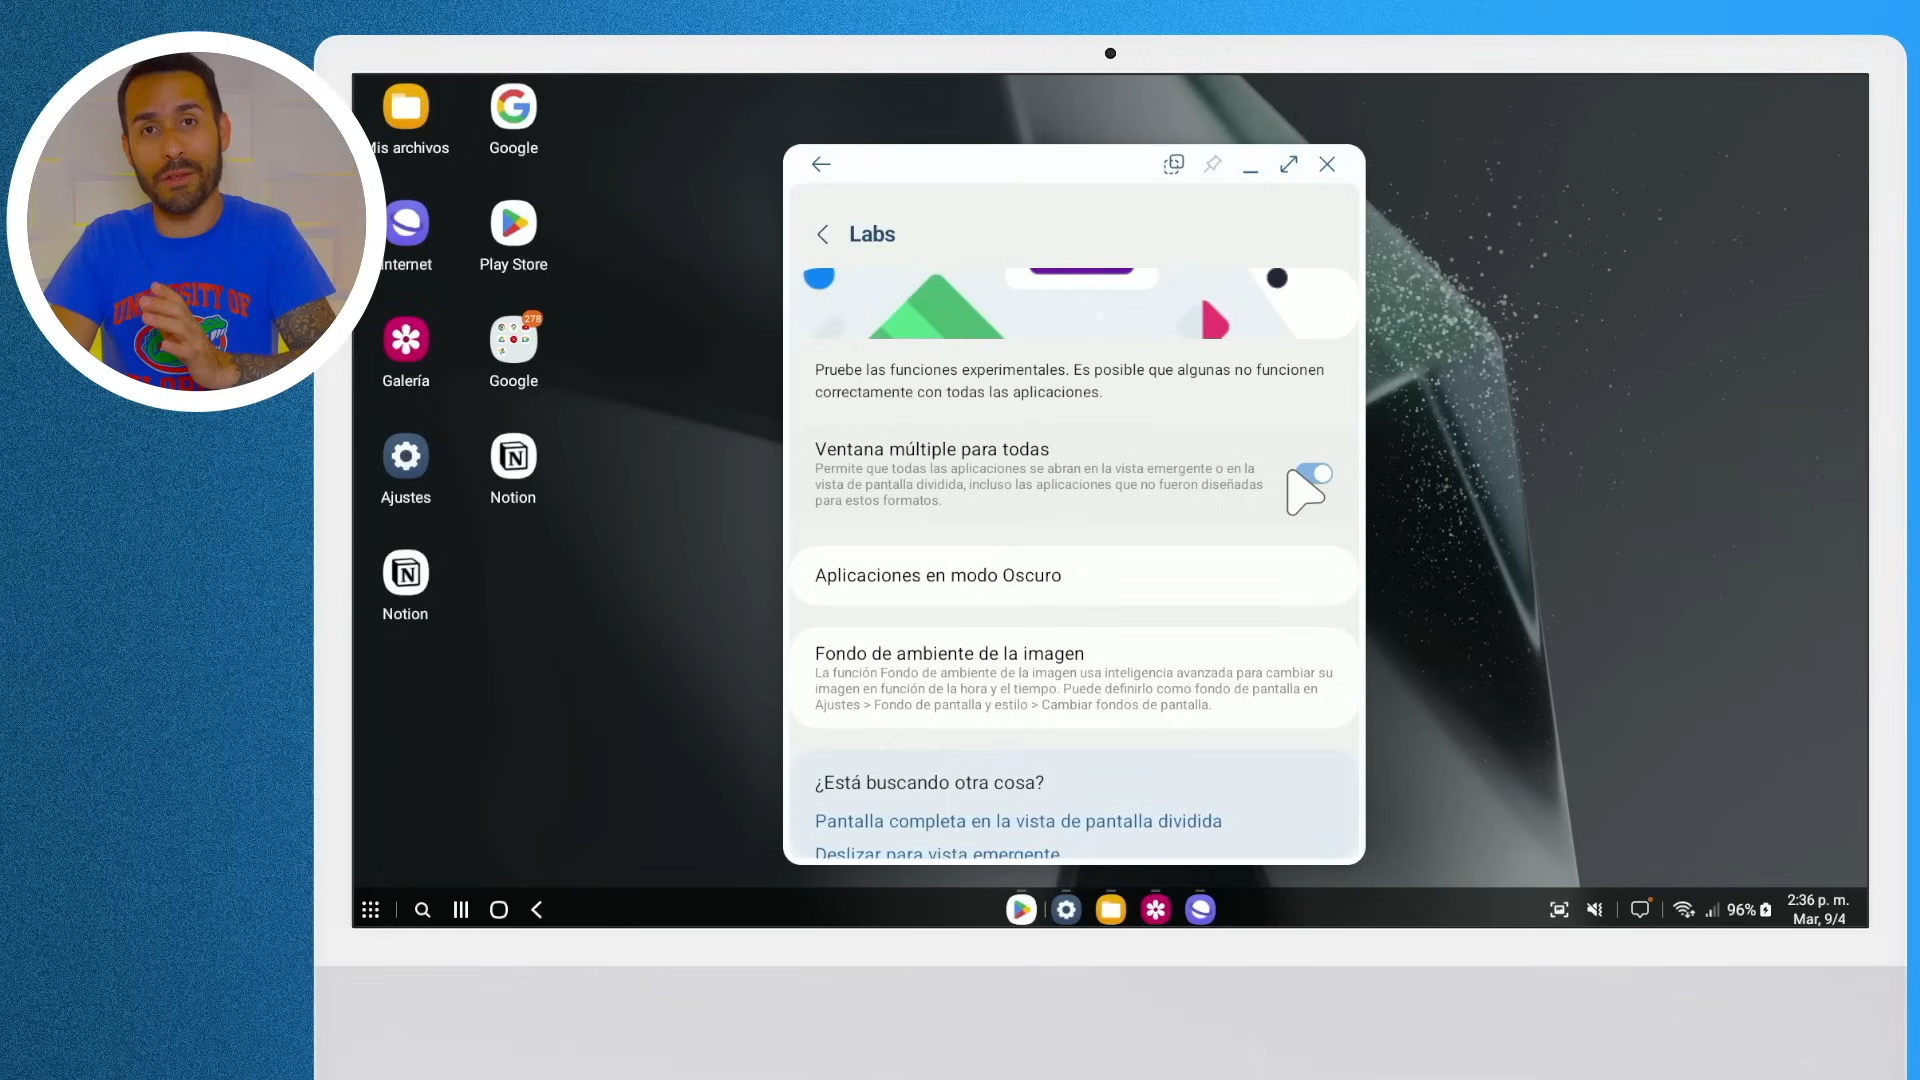 Mis archivos
Google
Internet
Play Store
278
Galería
Google
Ajustes
Notion
Notion
UNIVERSITY OF
Labs
Pruebe las funciones experimentales. Es posible que algunas no funcionen
correctamente con todas las aplicaciones.
Ventana múltiple para todas
Permite que todas las aplicaciones se abran en la vista emergente o en la
vista de pantalla dividida, incluso las aplicaciones que no fueron diseñadas
para estos formatos.
Aplicaciones en modo Oscuro
Fondo de ambiente de la imagen
La función Fondo de ambiente de la imagen usa inteligencia avanzada para cambiar su
imagen en función de la hora y el tiempo. Puede definirlo como fondo de pantalla en
Ajustes > Fondo de pantalla y estilo > Cambiar fondos de pantalla.
¿Está buscando otra cosa?
Pantalla completa en la vista de pantalla dividida
Deslizar para vista emergente
96%
2:36 p. m.
Mar, 9/4